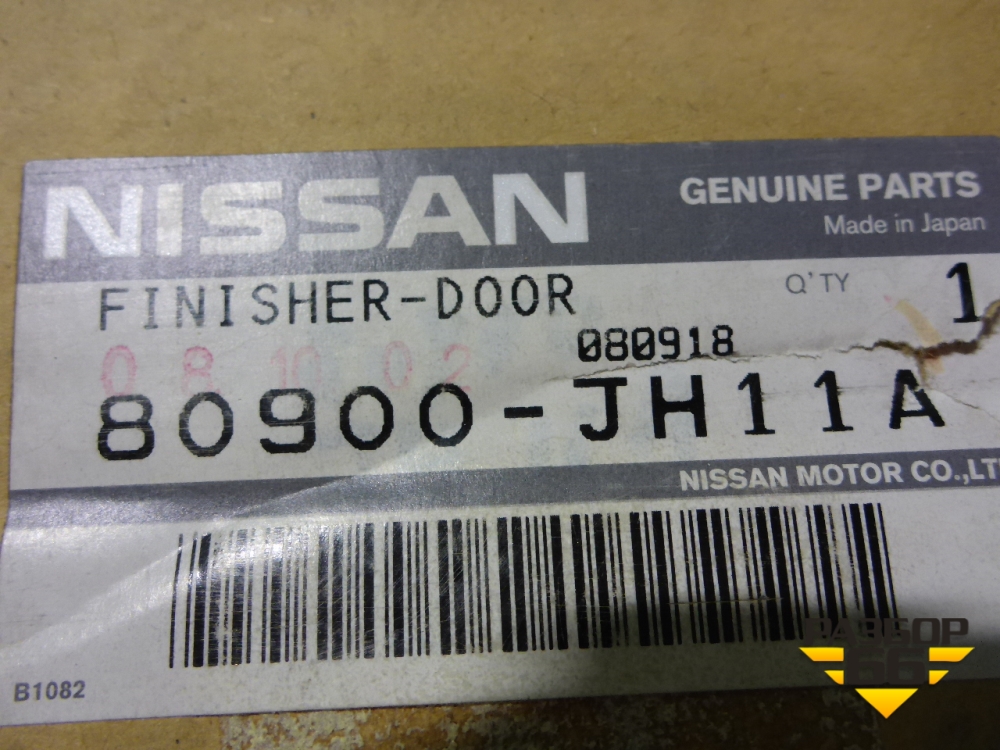 NISSAN
GENUINE PARTS
Made in Japan
FINISHER-DOOR
Q'TY 1
080918
08 10 02
80900-JH11A
NISSAN MOTOR CO.,LT
B1082
РАЗБОР
66